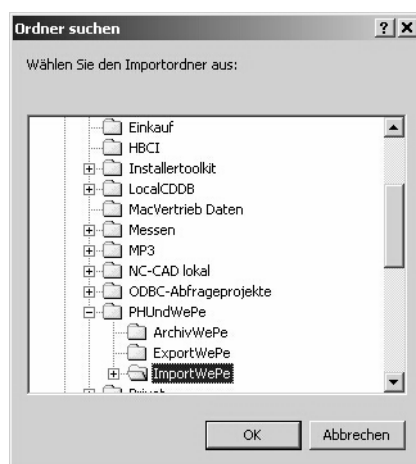 Ordner suchen
Wählen Sie den Importordner aus:
Einkauf
HBCI
Installertoolkit
LocalCDDB
MacVertrieb Daten
Messen
MP3
NC-CAD lokal
ODBC-Abfrageprojekte
PHUndWePe
ArchivWePe
ExportWePe
ImportWePe
OK Abbrechen